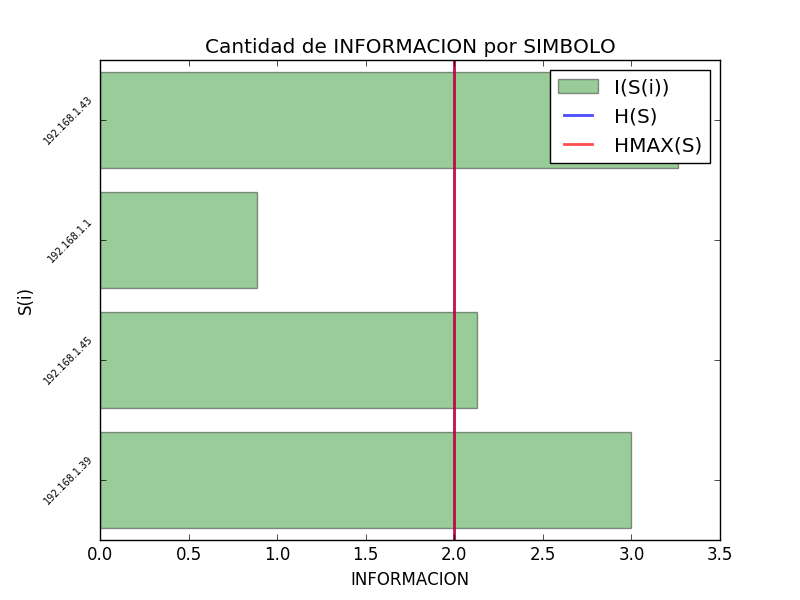 Cantidad de INFORMACION por SIMBOLO
I(S(i))
H(S)
HMAX(S)
S(i)
192.168.1.43
192.168.1.1
192.168.1.45
192.168.1.39
0.0 0.5 1.0 1.5 2.0 2.5 3.0 3.5
INFORMACION